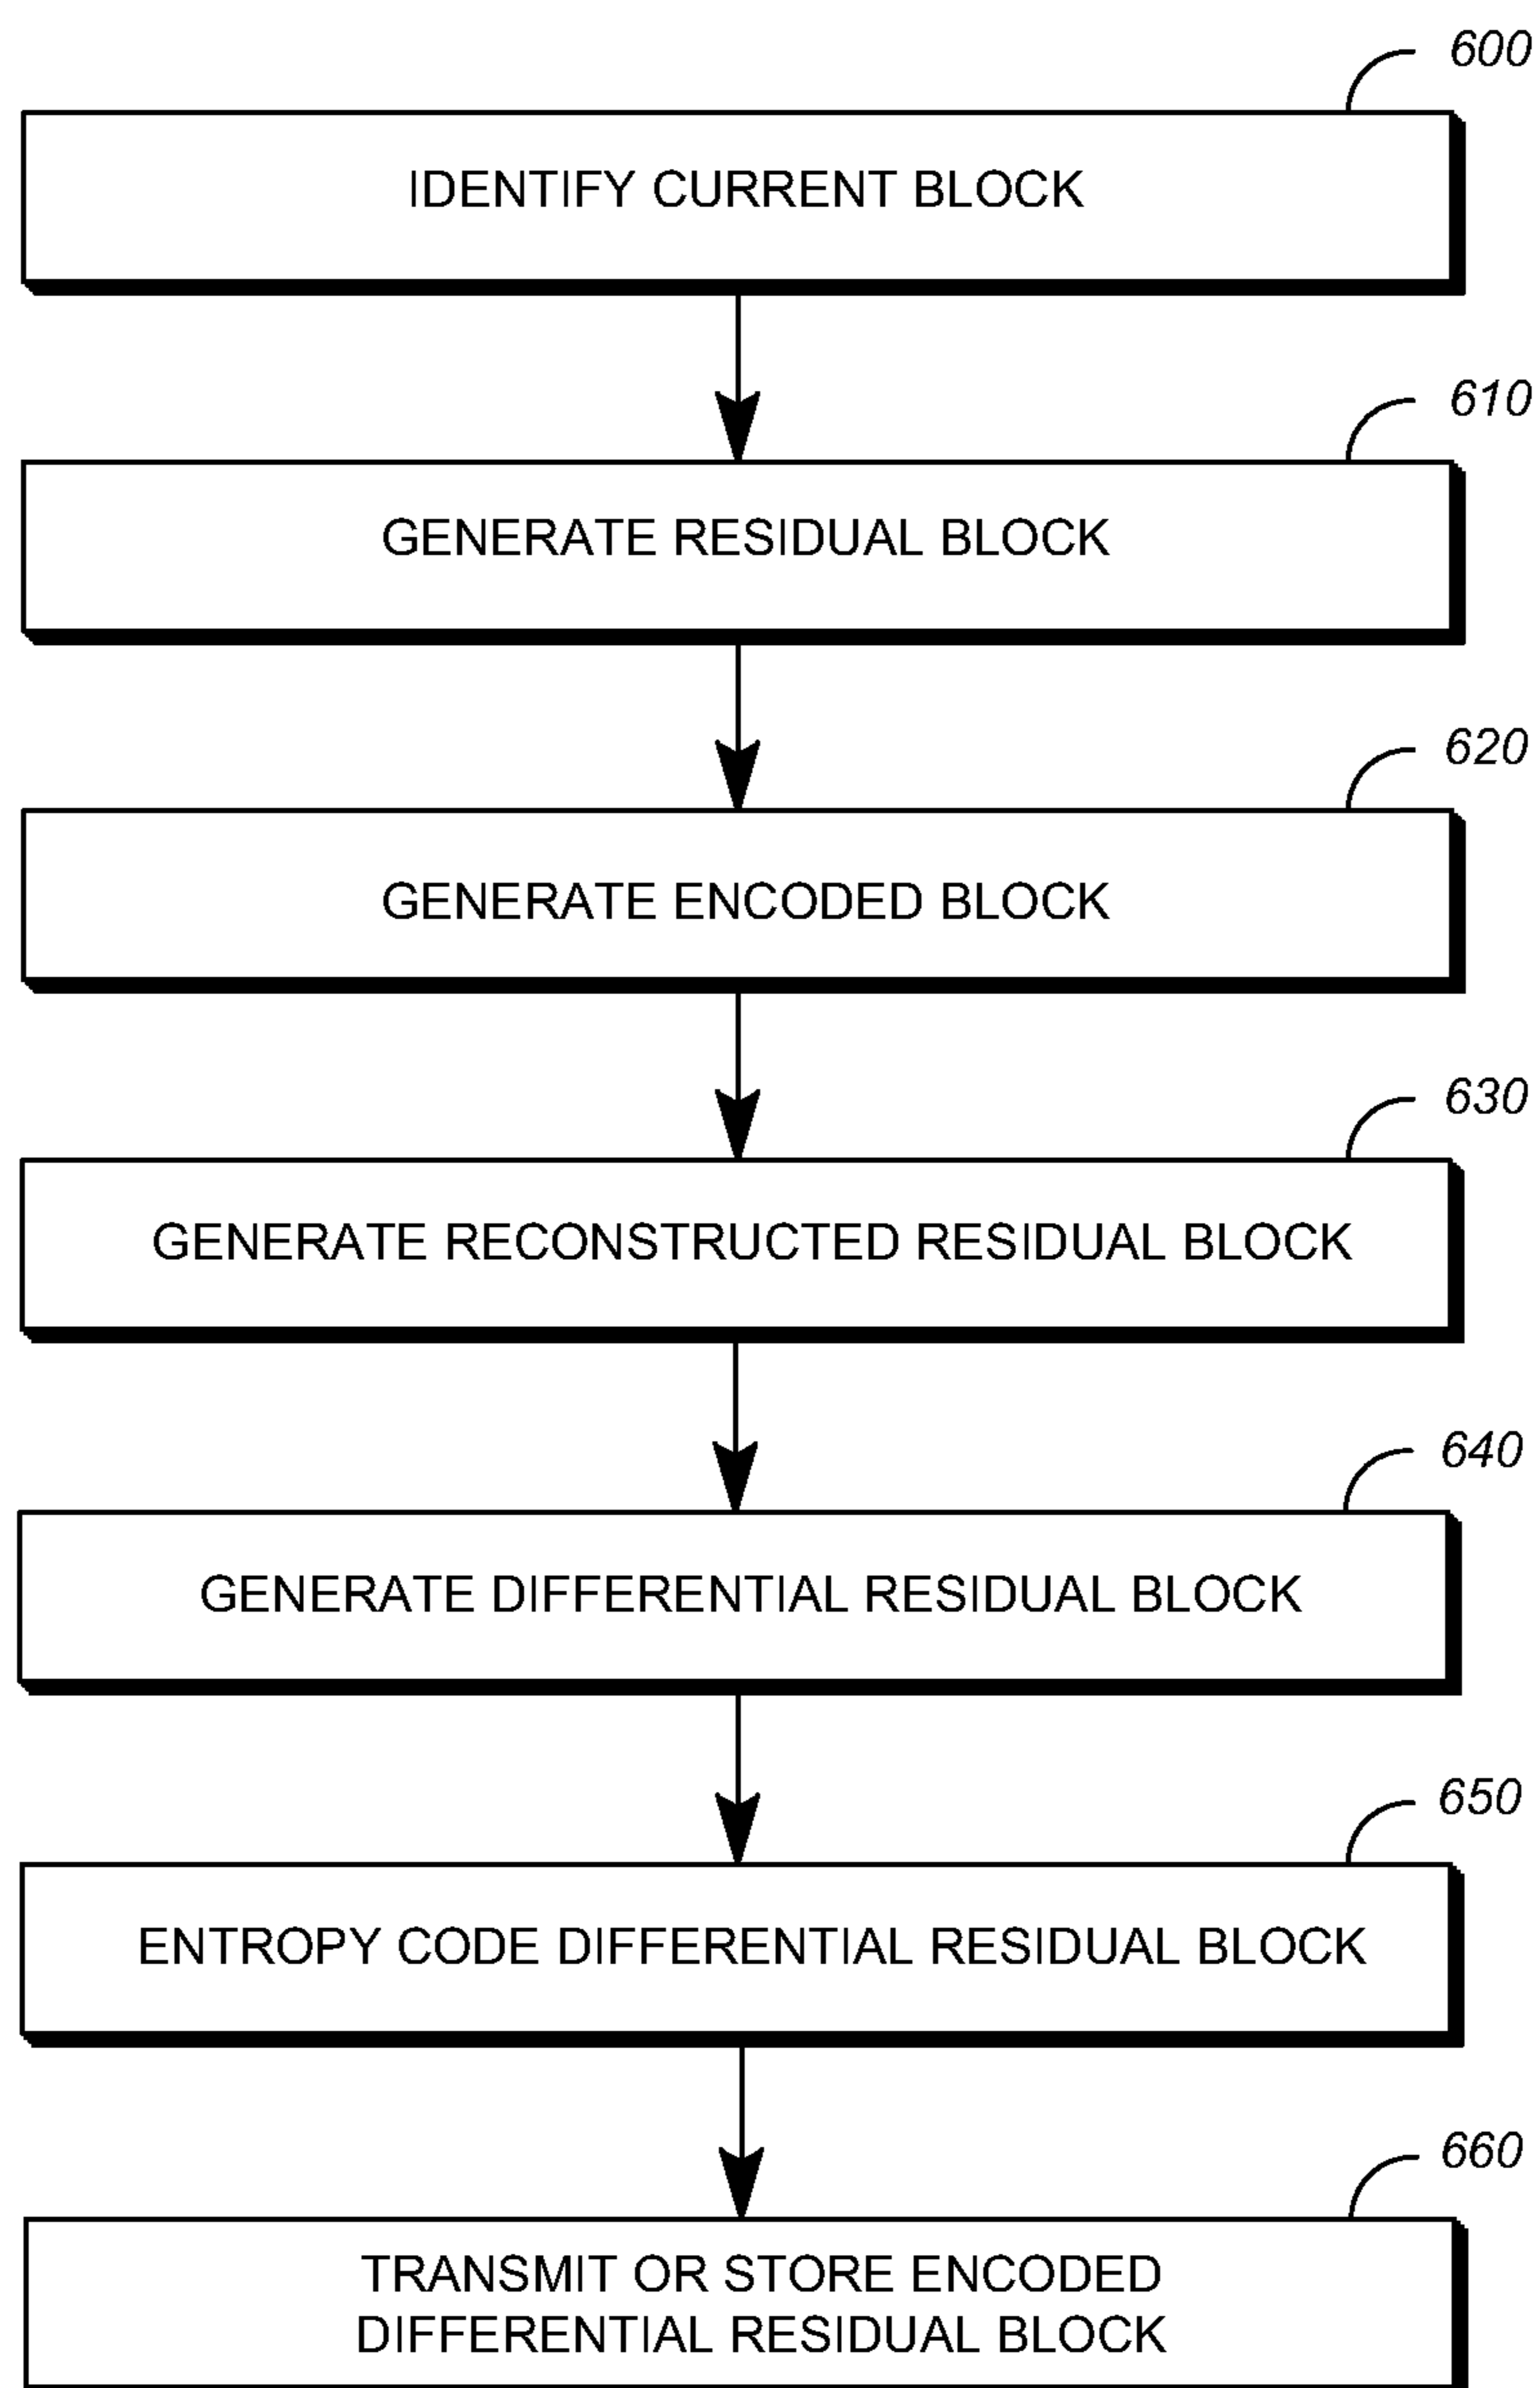 600
IDENTIFY CURRENT BLOCK
610
GENERATE RESIDUAL BLOCK
620
GENERATE ENCODED BLOCK
630
GENERATE RECONSTRUCTED RESIDUAL BLOCK
640
GENERATE DIFFERENTIAL RESIDUAL BLOCK
650
ENTROPY CODE DIFFERENTIAL RESIDUAL BLOCK
660
TRANSMIT OR STORE ENCODED
DIFFERENTIAL RESIDUAL BLOCK